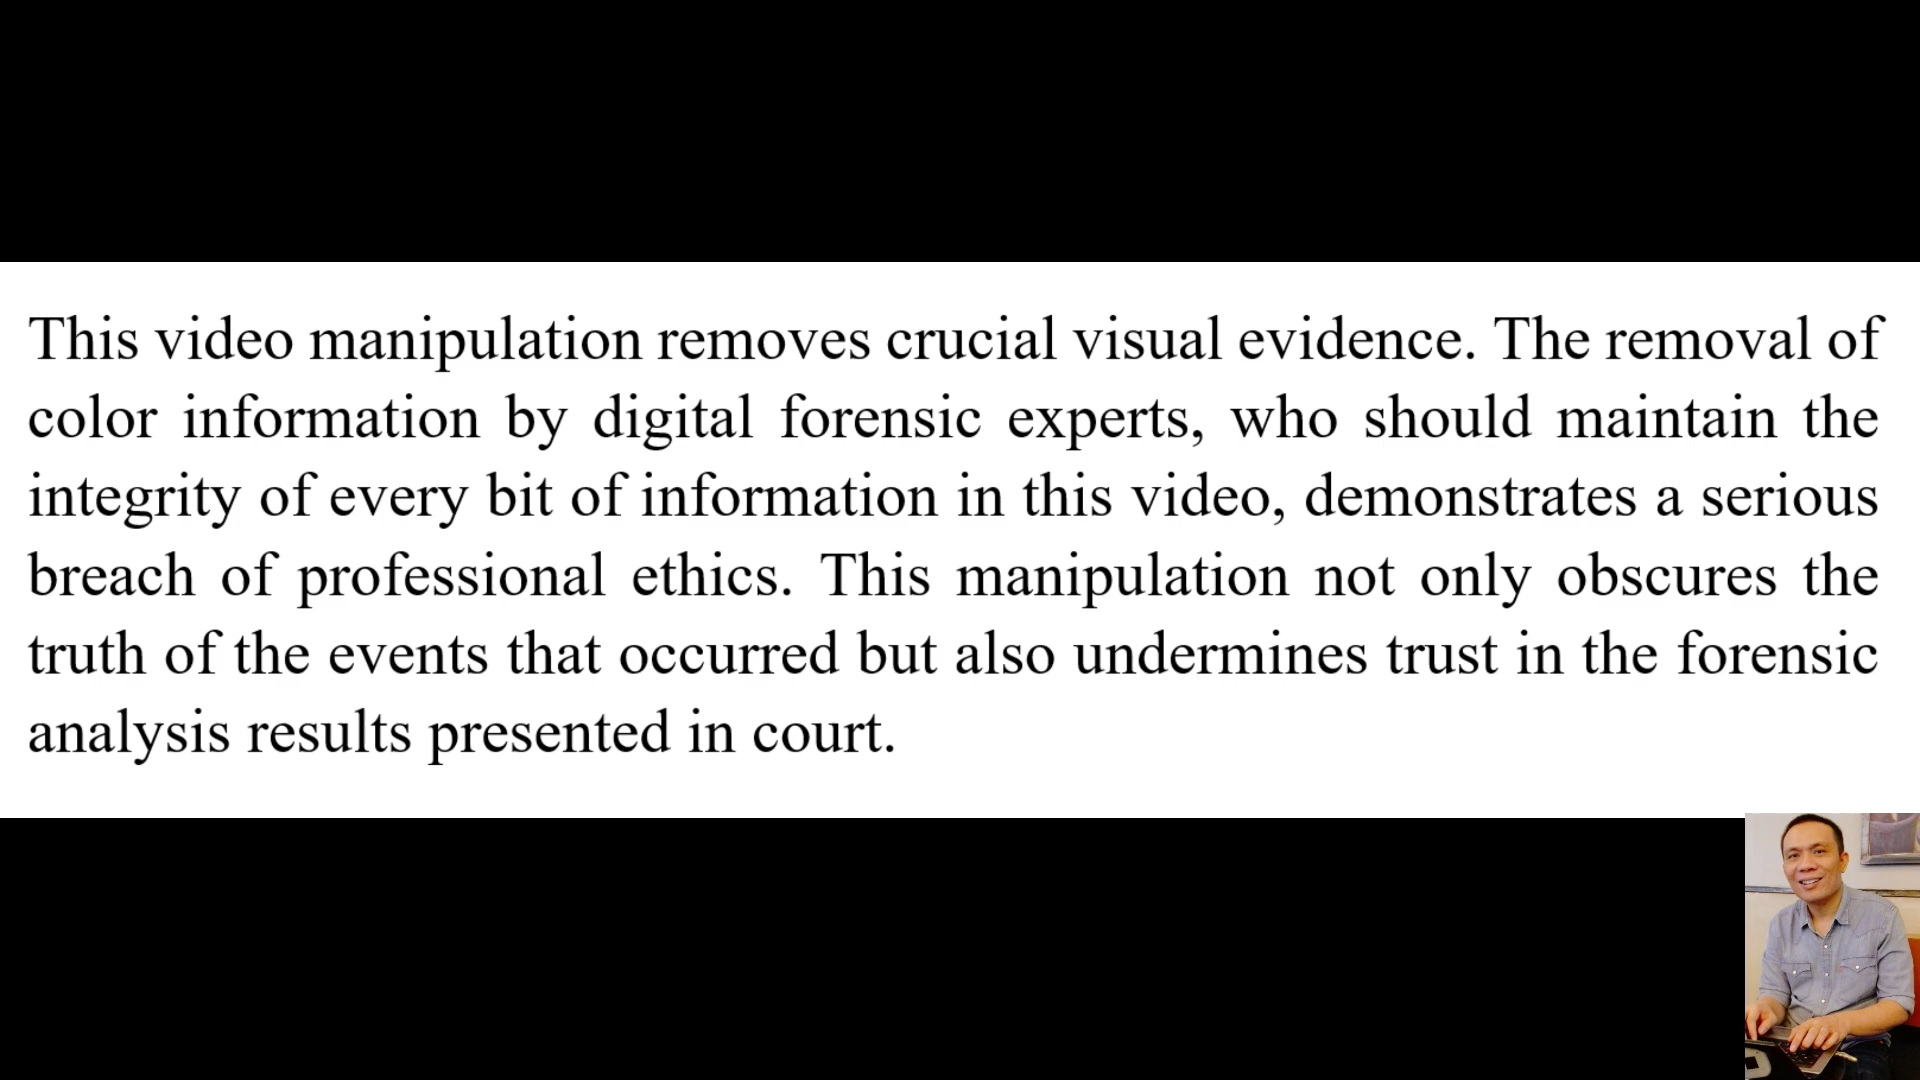 This video manipulation removes crucial visual evidence. The removal of
color information by digital forensic experts, who should maintain the
integrity of every bit of information in this video, demonstrates a serious
breach of professional ethics. This manipulation not only obscures the
truth of the events that occurred but also undermines trust in the forensic
analysis results presented in court.